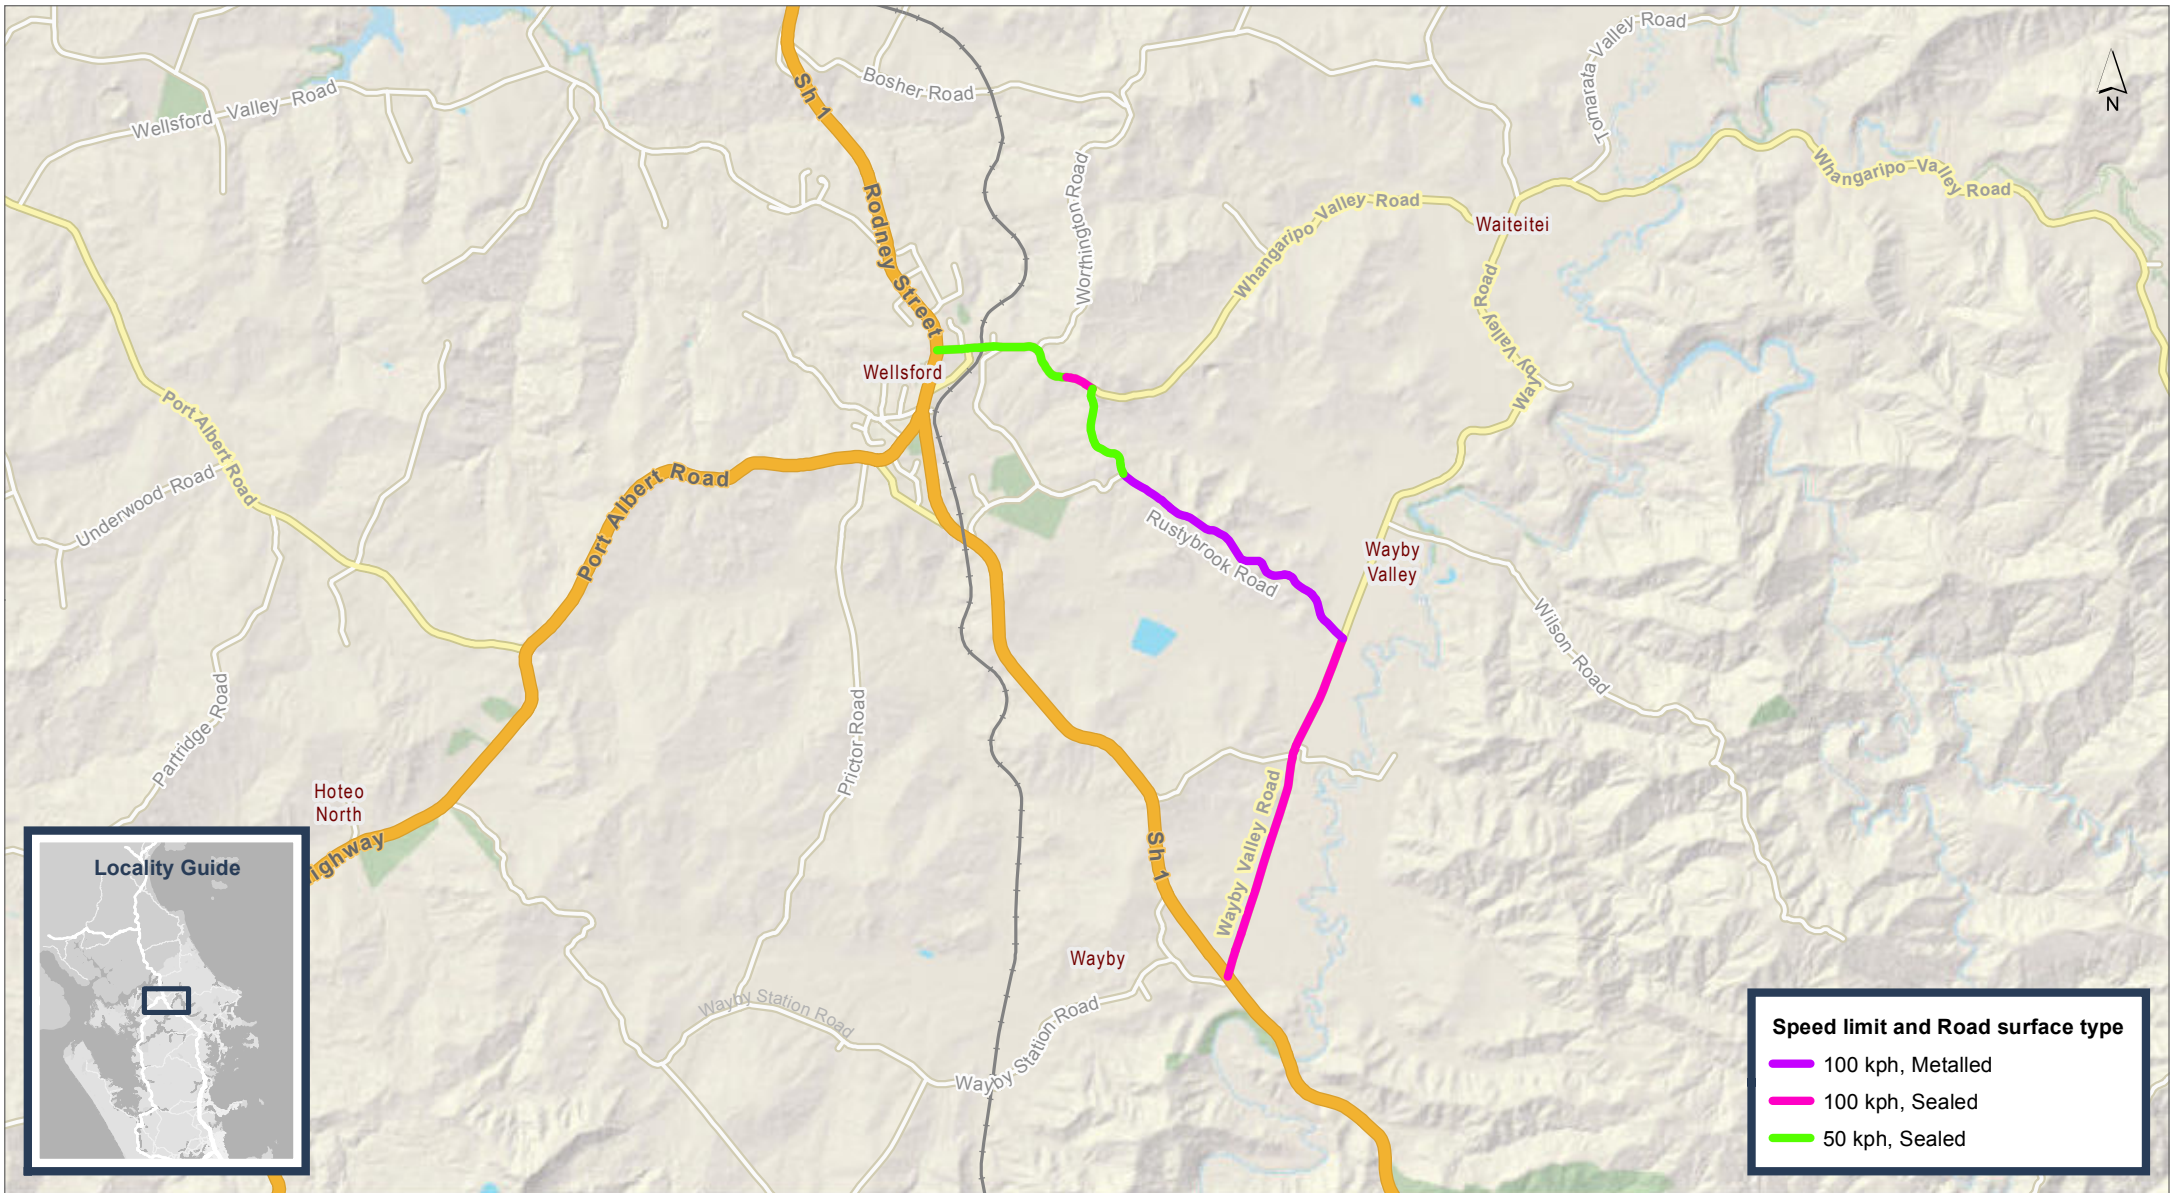 Tomarata Valley Road
Sh 1
Bosher Road
Wellsford Valley Road
Whangaripo Valley Road
Worthington Road
Rodney Street
Whangaripo Valley Road
Waiteitei
Wayby Valley Road
Wellsford
Port Albert Road
Underwood Road
Port Albert Road
Rustybrook Road
Wayby
Valley
Wilson Road
Partridge Road
Prictor Road
Hoteo
North
Highway
Sh 1
Wayby Valley Road
Wayby
Wayby Station Road
Wayby Station Road
N
Locality Guide
Speed limit and Road surface type
100 kph, Metalled
100 kph, Sealed
50 kph, Sealed